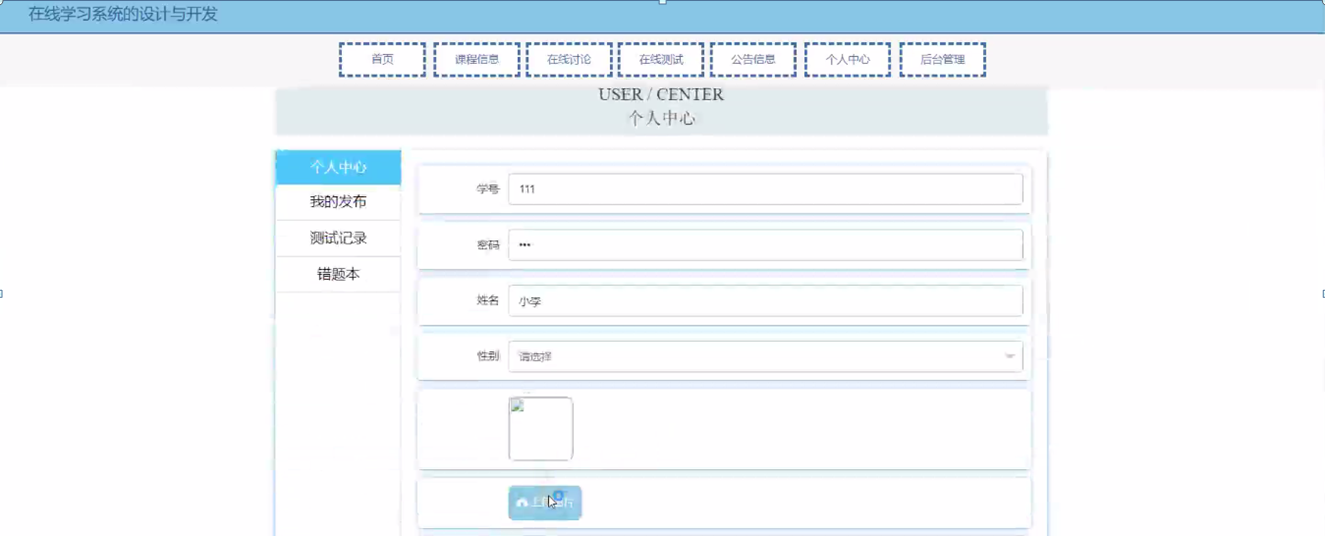 在线学习系统的设计与开发
首页 课程信息 在线讨论 在线测试 公告信息 个人中心 后台管理
USER / CENTER
个人中心
个人中心
我的发布
测试记录
错题本
学号 111
密码 •••
姓名 小李
性别 请选择
上